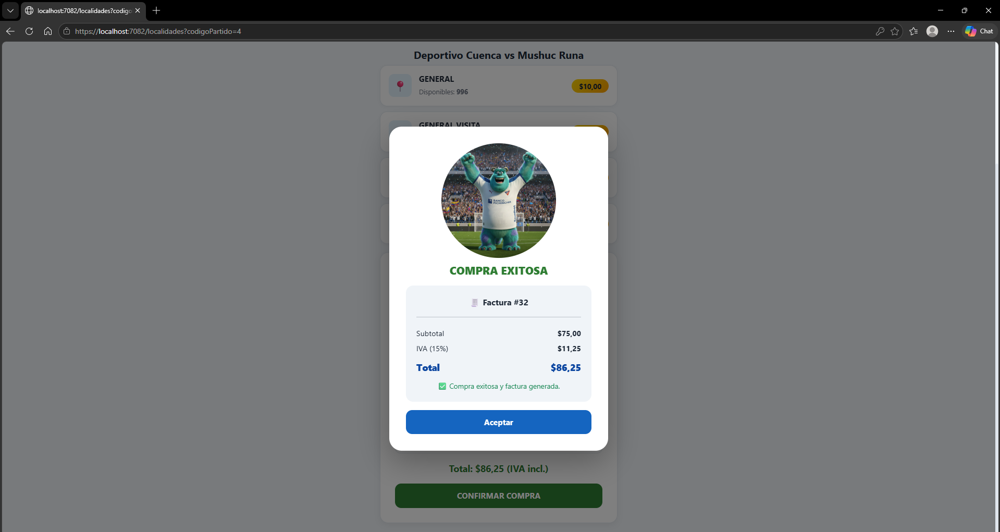 localhost:7082/localidades?codigo
https://localhost:7082/localidades?codigoPartido=4
Chat
Deportivo Cuenca vs Mushuc Runa
GENERAL
Disponibles: 996
$10,00
GENERAL VISITA
BANCO
PICHINCHA
COMPRA EXITOSA
Factura #32
Subtotal
$75,00
IVA (15%)
$11,25
Total
$86,25
Compra exitosa y factura generada.
Aceptar
Total: $86,25 (IVA incl.)
CONFIRMAR COMPRA